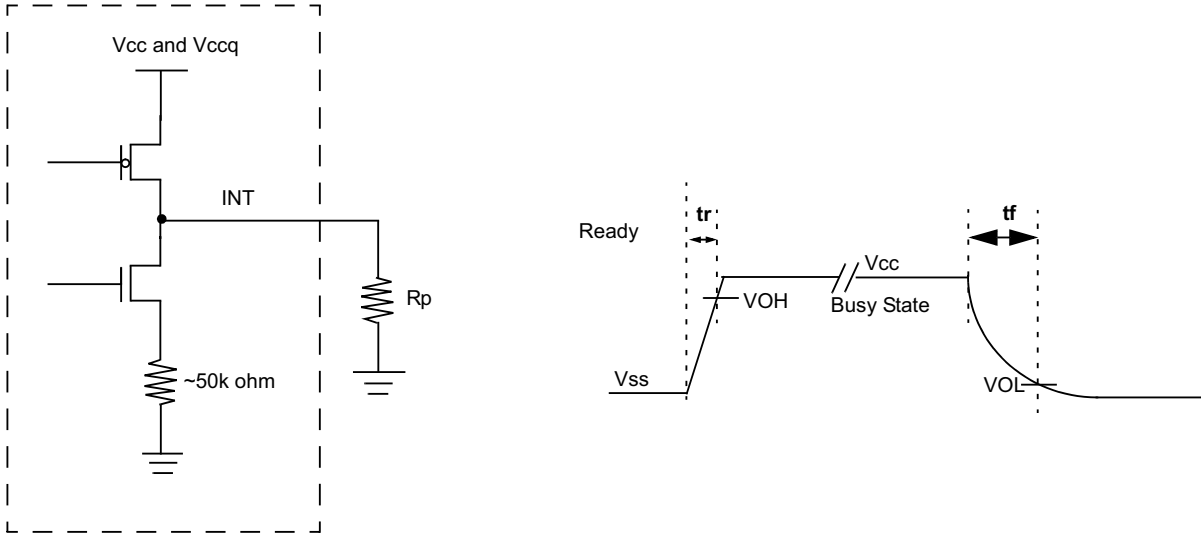 Vcc and Vccq
INT
Rp
~50k ohm
Ready
tr
tf
Vcc
VOH
Busy State
Vss
VOL